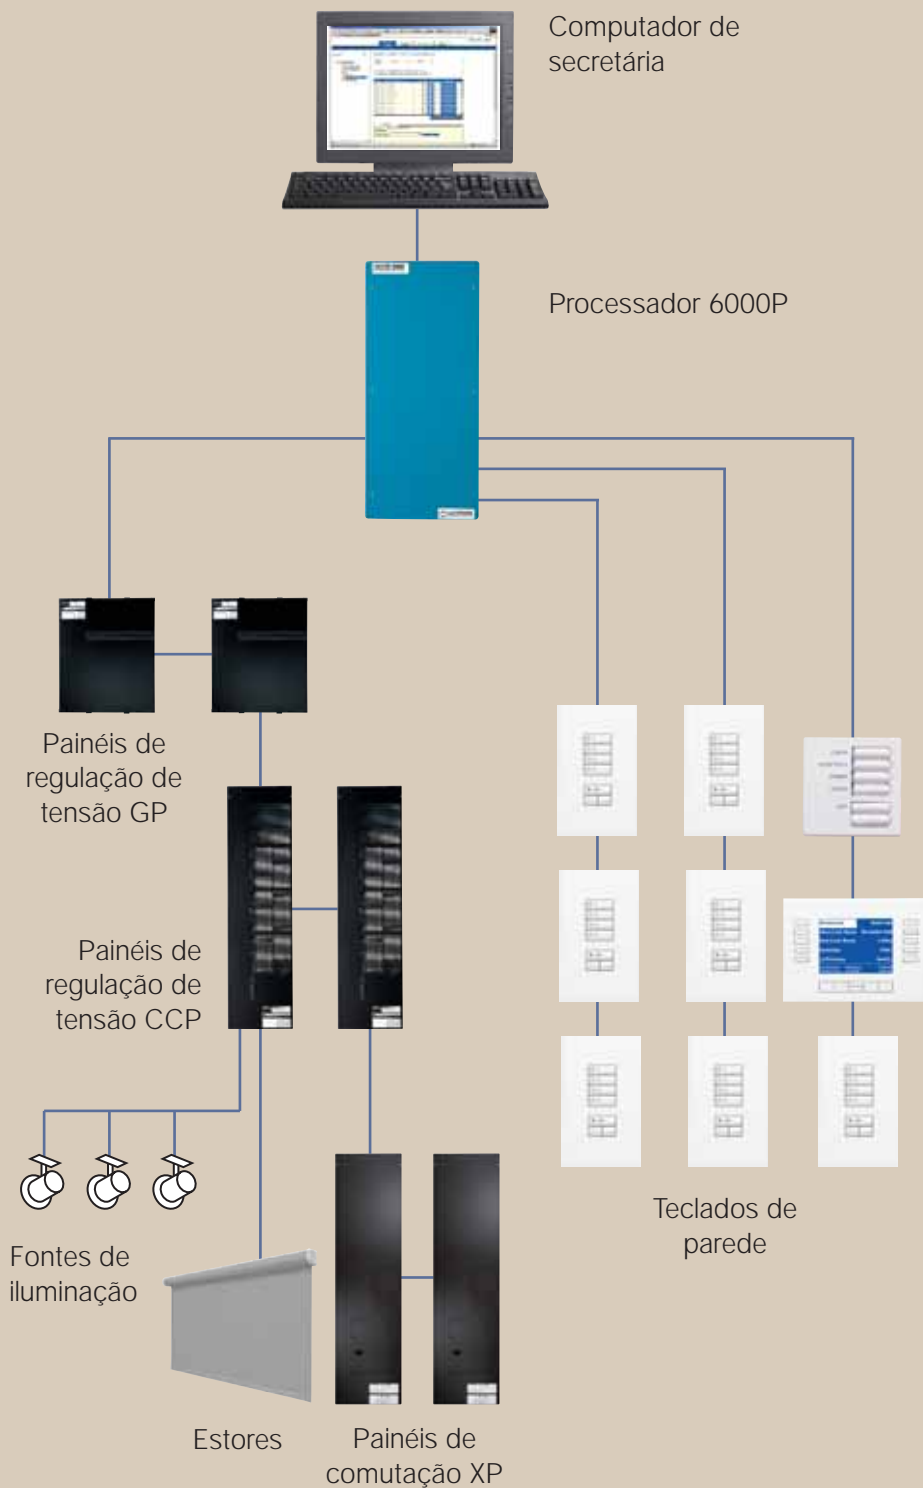 Computador de
secretária
Processador 6000P
Painéis de
regulação de
tensão GP
Painéis de
regulação de
tensão CCP
Fontes de
iluminação
Teclados de
parede
Estores
Painéis de
comutação XP